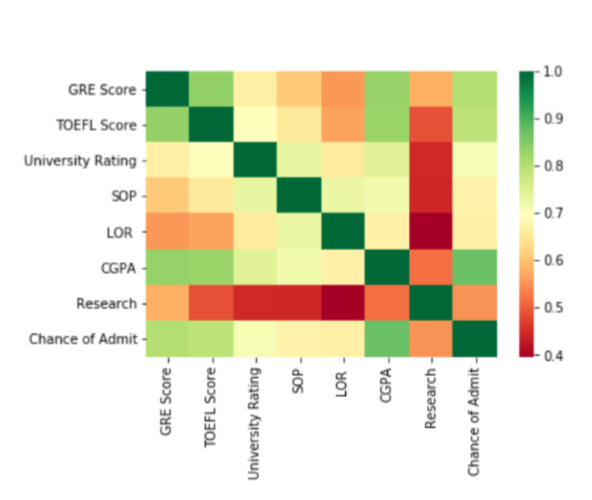 GRE Score
TOEFL Score
University Rating
SOP
LOR
CGPA
Research
Chance of Admit
GRE Score
TOEFL Score
University Rating
SOP
LOR
CGPA
Research
Chance of Admit
1.0
0.9
0.8
0.7
0.6
0.5
0.4